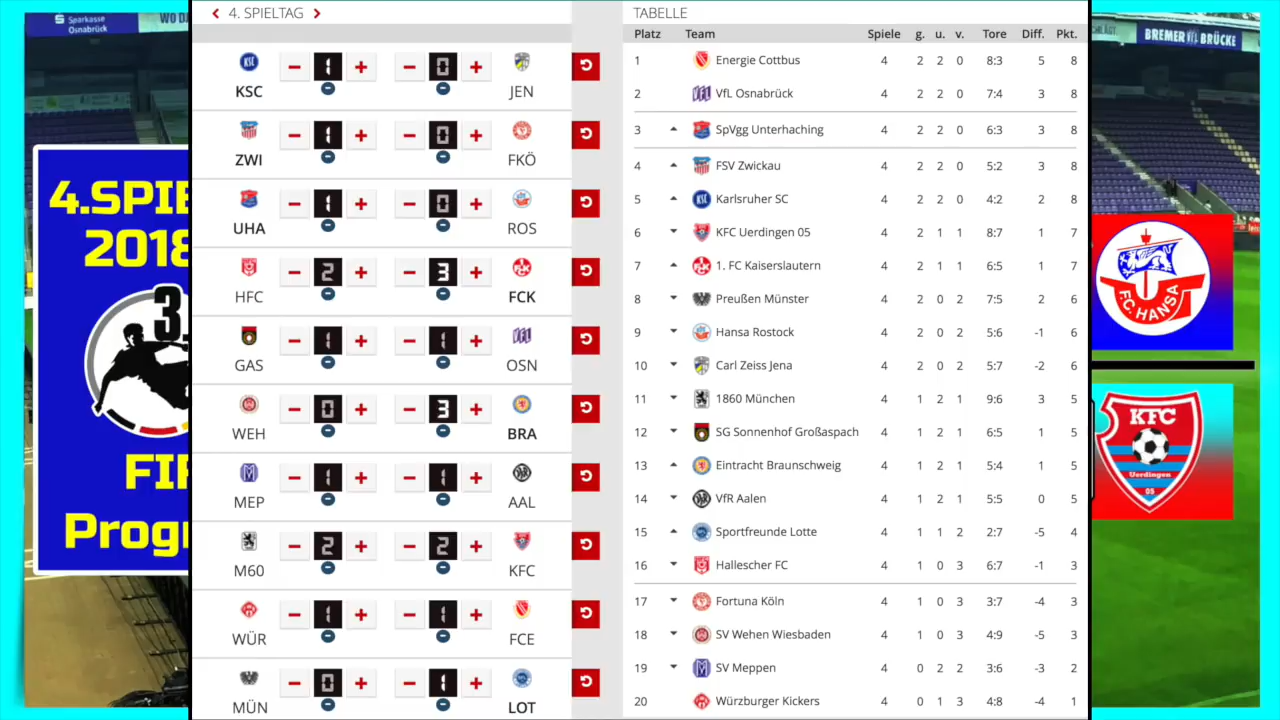 Sparkasse
Osnabrück
WO DA
4.SPIE
2018
3.
FIF
Progr
4. SPIELTAG
KSC 1 0 JEN
ZWI 1 0 FKÖ
UHA 1 0 ROS
HFC 2 3 FCK
GAS 1 1 OSN
WEH 0 3 BRA
MEP 1 1 AAL
M60 2 2 KFC
WÜR 1 1 FCE
MÜN 0 1 LOT
TABELLE
Platz Team Spiele g. u. v. Tore Diff. Pkt.
1 Energie Cottbus 4 2 2 0 8:3 5 8
2 VfL Osnabrück 4 2 2 0 7:4 3 8
3 SpVgg Unterhaching 4 2 2 0 6:3 3 8
4 FSV Zwickau 4 2 2 0 5:2 3 8
5 Karlsruher SC 4 2 2 0 4:2 2 8
6 KFC Uerdingen 05 4 2 1 1 8:7 1 7
7 1. FC Kaiserslautern 4 2 1 1 6:5 1 7
8 Preußen Münster 4 2 0 2 7:5 2 6
9 Hansa Rostock 4 2 0 2 5:6 -1 6
10 Carl Zeiss Jena 4 2 0 2 5:7 -2 6
11 1860 München 4 1 2 1 9:6 3 5
12 SG Sonnenhof Großaspach 4 1 2 1 6:5 1 5
13 Eintracht Braunschweig 4 1 2 1 5:4 1 5
14 VfR Aalen 4 1 2 1 5:5 0 5
15 Sportfreunde Lotte 4 1 1 2 2:7 -5 4
16 Hallescher FC 4 1 0 3 6:7 -1 3
17 Fortuna Köln 4 1 0 3 3:7 -4 3
18 SV Wehen Wiesbaden 4 1 0 3 4:9 -5 3
19 SV Meppen 4 0 2 2 3:6 -3 2
20 Würzburger Kickers 4 0 1 3 4:8 -4 1
BREMER BRÜCKE
F.C. HANSA
KFC
Uerdingen
05